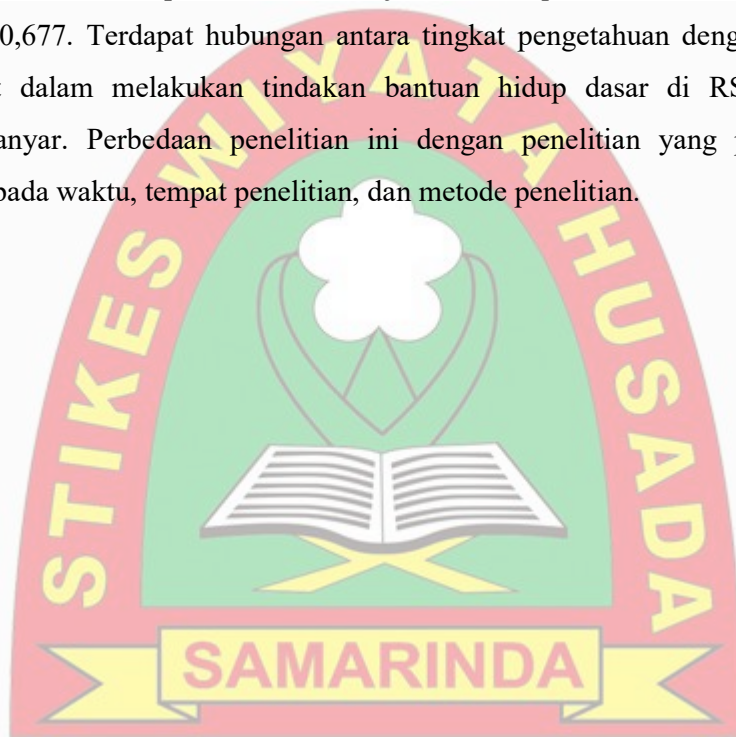 0,677. Terdapat hubungan antara tingkat pengetahuan deng
dalam melakukan tindakan bantuan hidup dasar di RS
anyar. Perbedaan penelitian ini dengan penelitian yang p
pada waktu, tempat penelitian, dan metode penelitian.
STIKES WIYATA HUSADA
SAMARINDA